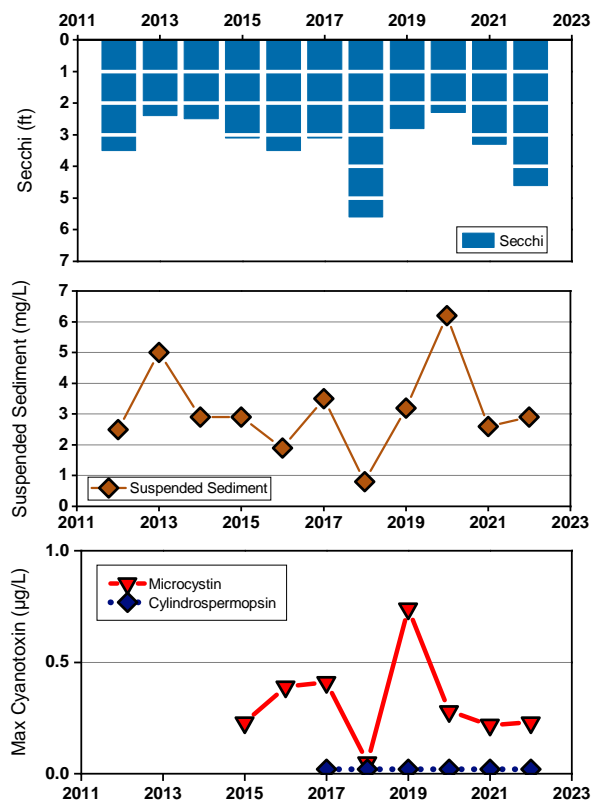 2011 2013 2015 2017 2019 2021 2023
0
1
2
3
4
5
6
7
Secchi (ft)
Secchi
7
6
5
4
3
2
1
0
Suspended Sediment (mg/L)
Suspended Sediment
2011 2013 2015 2017 2019 2021 2023
1.0
0.5
0.0
Max Cyanotoxin (µg/L)
Microcystin
Cylindrospermopsin
2011 2013 2015 2017 2019 2021 2023